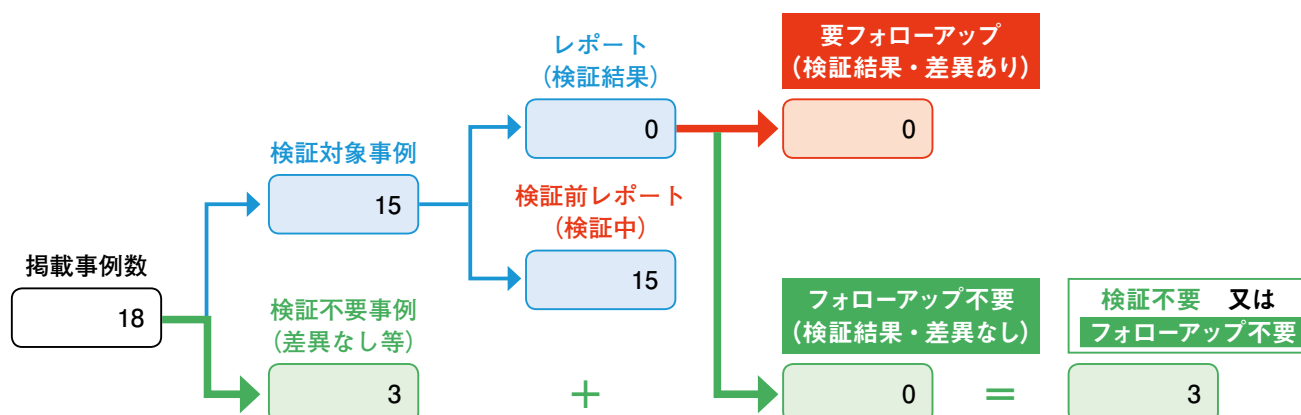 掲載事例数
18
検証対象事例
15
検証不要事例
(差異なし等)
3
レポート
(検証結果)
0
検証前レポート
(検証中)
15
+
要フォローアップ
(検証結果・差異あり)
0
フォローアップ不要
(検証結果・差異なし)
0
=
検証不要 又は
フォローアップ不要
3